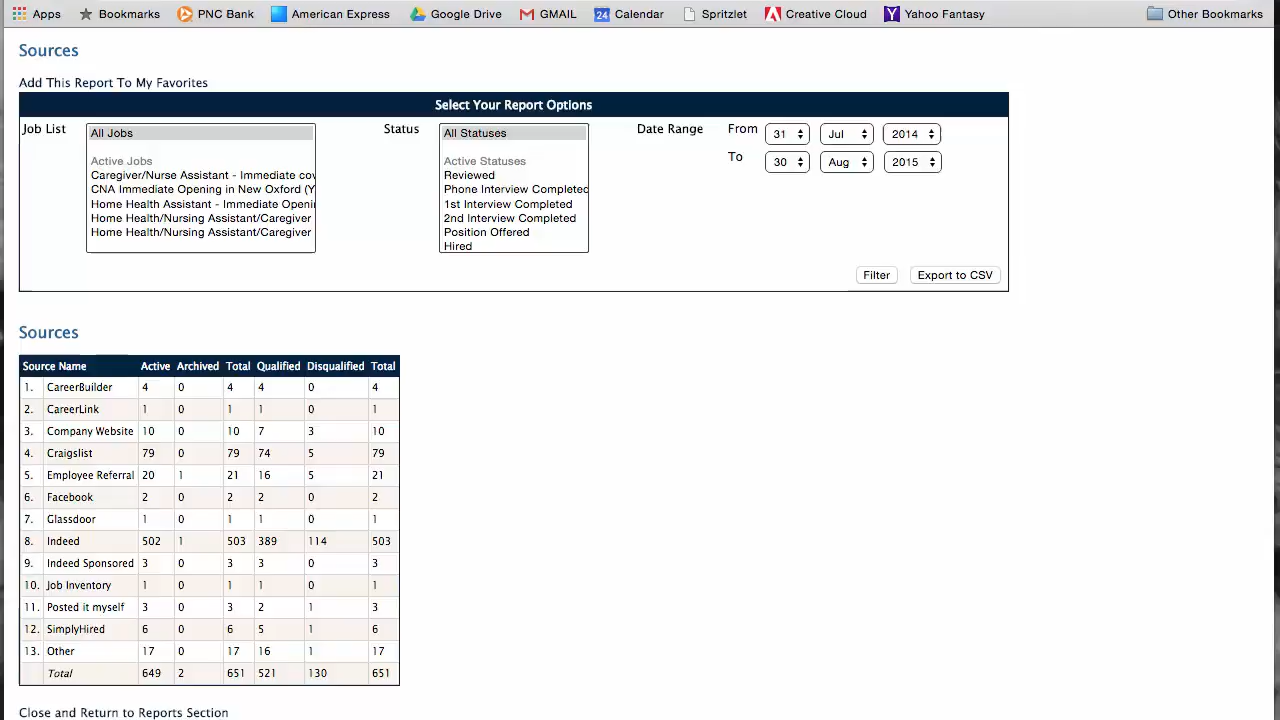 Apps Bookmarks PNC Bank American Express Google Drive GMAIL 24 Calendar Spritzlet Creative Cloud Yahoo Fantasy Other Bookmarks
Sources
Add This Report To My Favorites
Select Your Report Options
Job List All Jobs Status All Statuses Date Range From 31 Jul 2014
To 30 Aug 2015
Active Jobs Active Statuses
Caregiver/Nurse Assistant - Immediate cov Reviewed
CNA Immediate Opening in New Oxford (Y Phone Interview Completed
Home Health Assistant - Immediate Openi 1st Interview Completed
Home Health/Nursing Assistant/Caregiver 2nd Interview Completed
Home Health/Nursing Assistant/Caregiver Position Offered
Hired
Filter Export to CSV
Sources
Source Name Active Archived Total Qualified Disqualified Total
1. CareerBuilder 4 0 4 4 0 4
2. CareerLink 1 0 1 1 0 1
3. Company Website 10 0 10 7 3 10
4. Craigslist 79 0 79 74 5 79
5. Employee Referral 20 1 21 16 5 21
6. Facebook 2 0 2 2 0 2
7. Glassdoor 1 0 1 1 0 1
8. Indeed 502 1 503 389 114 503
9. Indeed Sponsored 3 0 3 3 0 3
10. Job Inventory 1 0 1 1 0 1
11. Posted it myself 3 0 3 2 1 3
12. SimplyHired 6 0 6 5 1 6
13. Other 17 0 17 16 1 17
Total 649 2 651 521 130 651
Close and Return to Reports Section